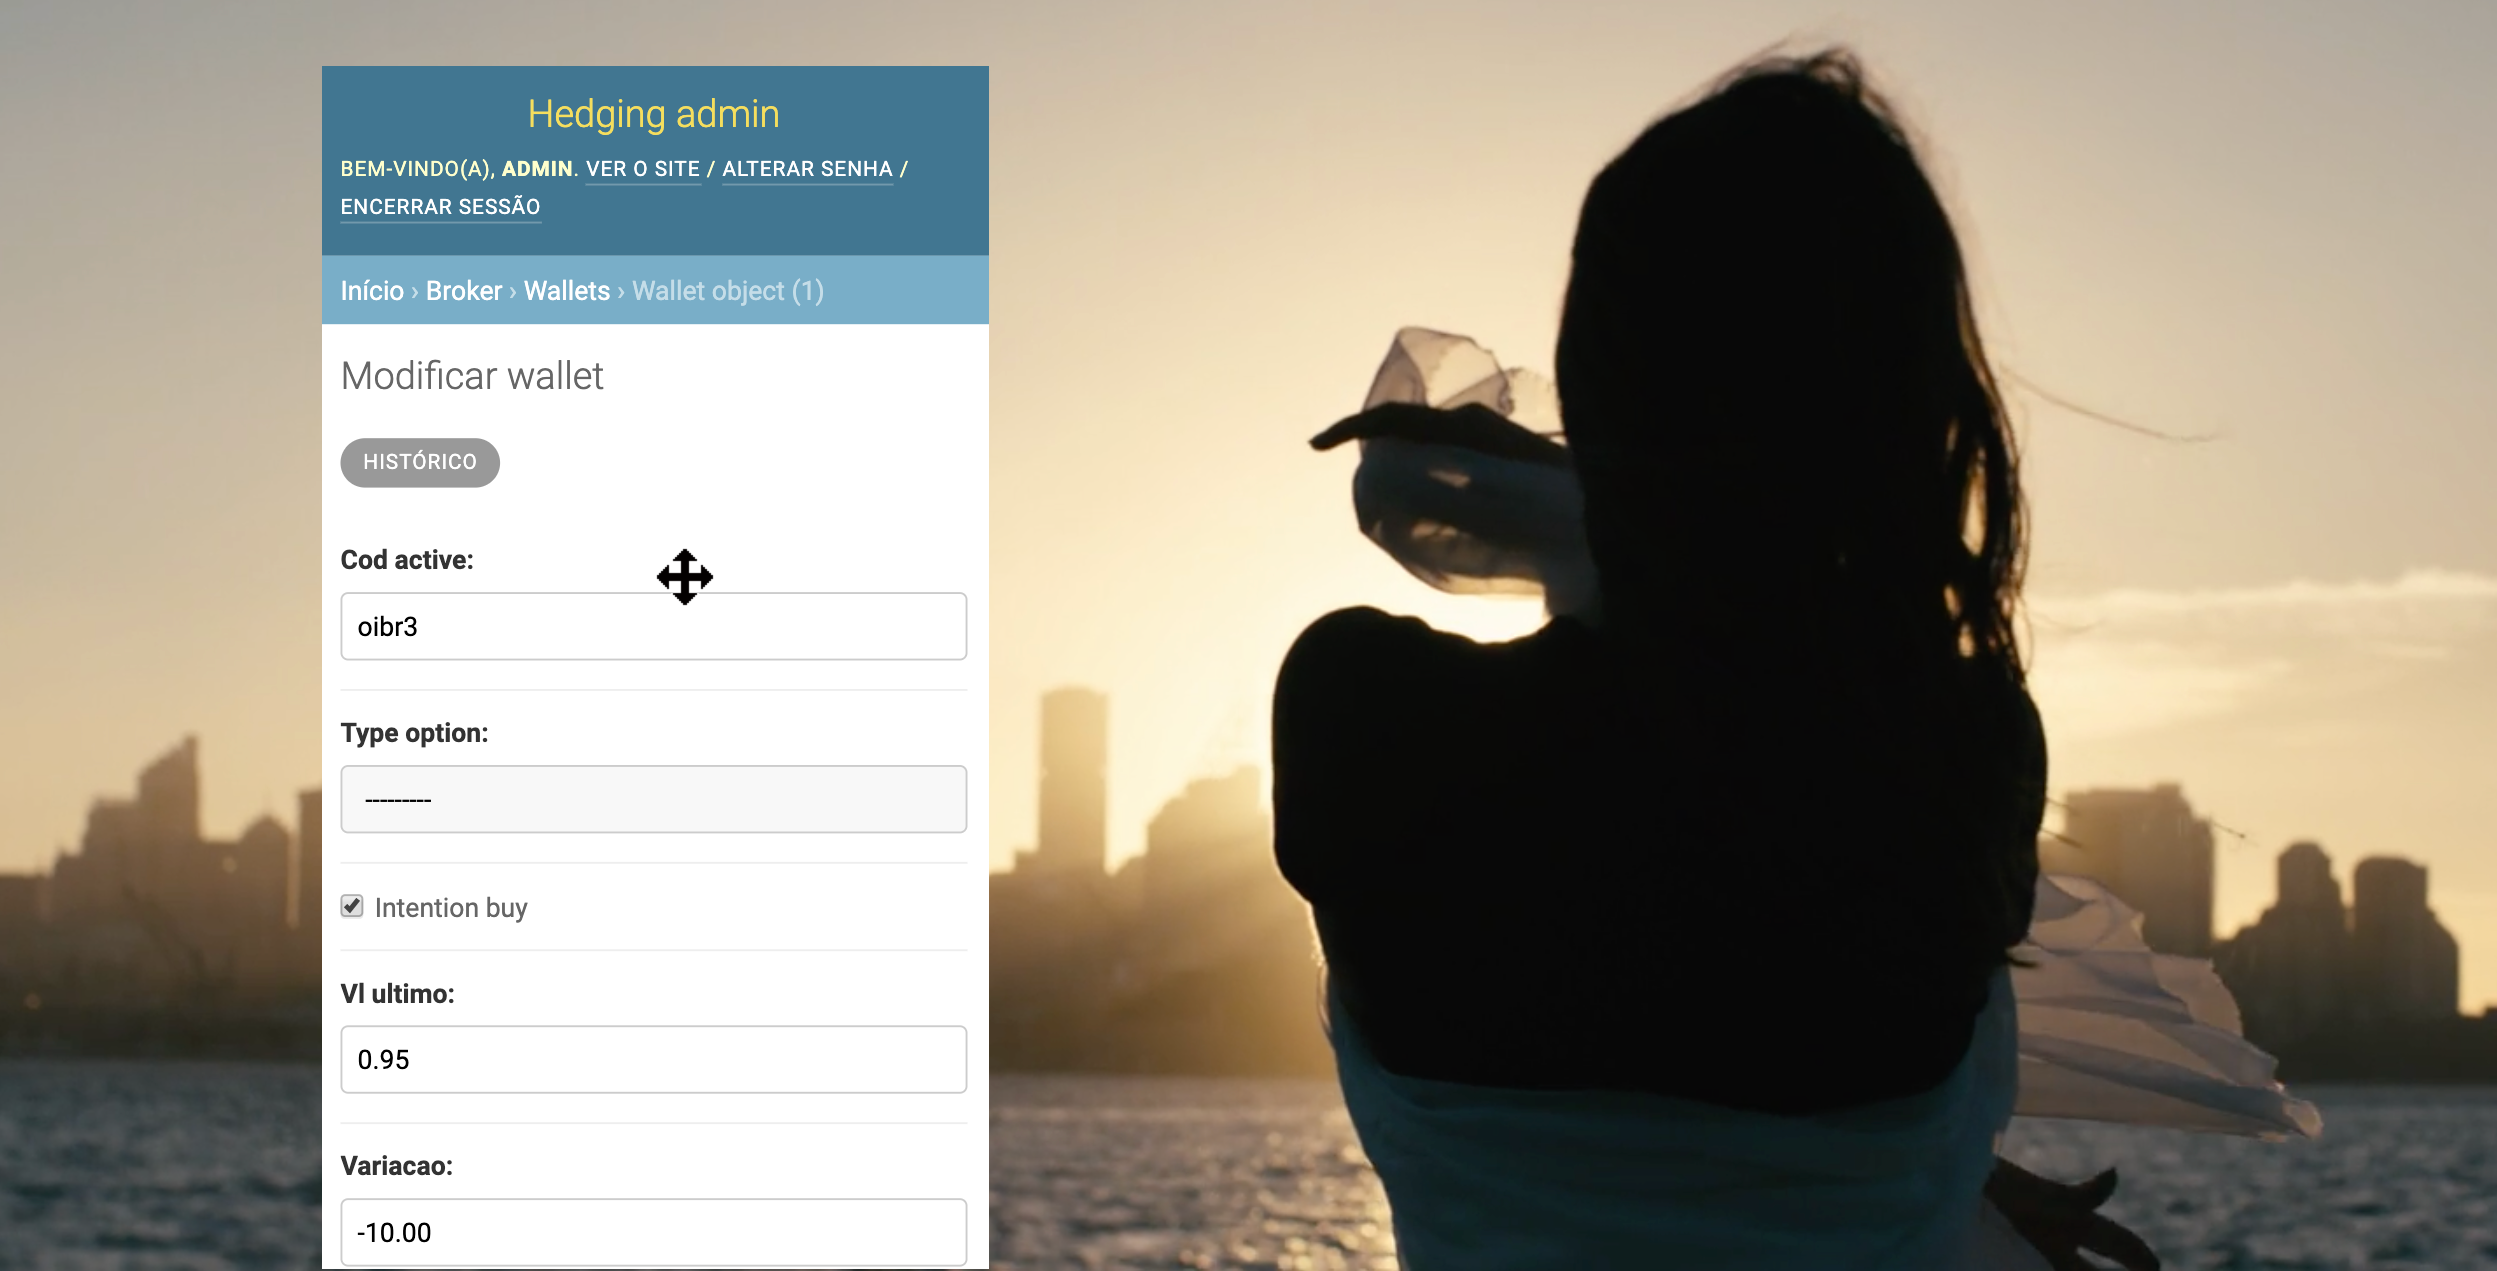 Hedging admin
BEM-VINDO(A), ADMIN. VER O SITE / ALTERAR SENHA /
ENCERRAR SESSÃO
Início › Broker › Wallets › Wallet object (1)
Modificar wallet
HISTÓRICO
Cod active:
oibr3
Type option:
---------
Intention buy
Vl ultimo:
0.95
Variacao:
-10.00